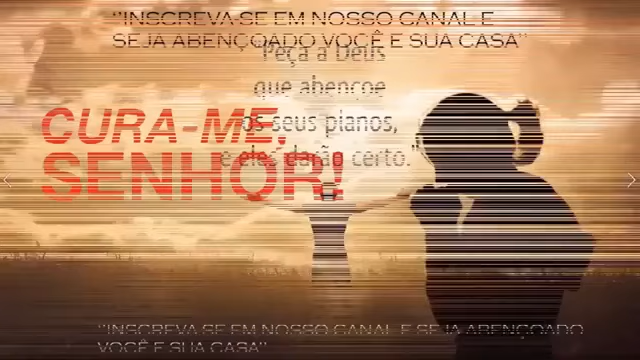 "INSCREVA.SE EM NOSSO CANAL E
SEJA ABENÇOADO VOCÊ E SUA CASA"
"Peça a Deus
que abençoe
os seus planos,
e eles darão certo."
CURA-ME,
SENHOR!
"INSCREVA.SE EM NOSSO CANAL E SEJA ABENÇOADO
VOCÊ E SUA CASA"